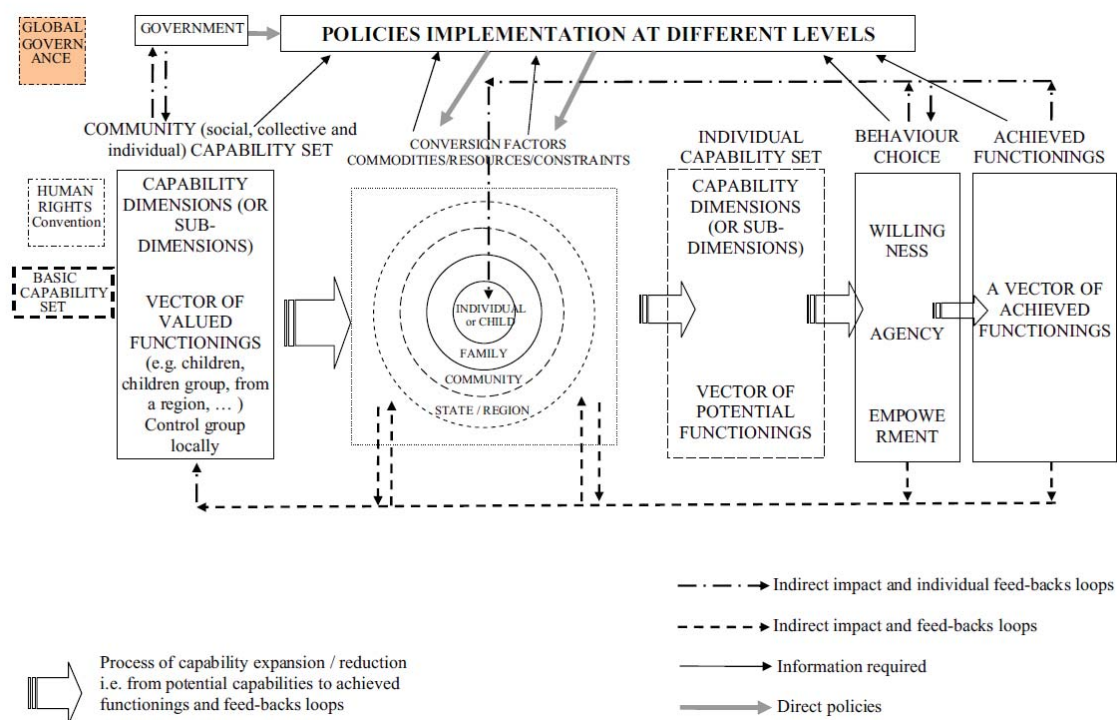 GLOBAL
GOVERN
ANCE
GOVERNMENT
POLICIES IMPLEMENTATION AT DIFFERENT LEVELS
COMMUNITY (social, collective and
individual) CAPABILITY SET
CONVERSION FACTORS
COMMODITIES/RESOURCES/CONSTRAINTS
INDIVIDUAL
CAPABILITY SET
BEHAVIOUR
CHOICE
ACHIEVED
FUNCTIONINGS
HUMAN
RIGHTS
Convention
BASIC
CAPABILITY
SET
CAPABILITY
DIMENSIONS (OR
SUB-
DIMENSIONS)
VECTOR OF
VALUED
FUNCTIONINGS
(e.g. children,
children group, from
a region, … )
Control group
locally
INDIVIDUAL
or CHILD
FAMILY
COMMUNITY
STATE / REGION
CAPABILITY
DIMENSIONS
(OR SUB-
DIMENSIONS)
VECTOR OF
POTENTIAL
FUNCTIONINGS
WILLING
NESS
AGENCY
EMPOWE
RMENT
A VECTOR OF
ACHIEVED
FUNCTIONINGS
Indirect impact and individual feed-backs loops
Indirect impact and feed-backs loops
Information required
Direct policies
Process of capability expansion / reduction
i.e. from potential capabilities to achieved
functionings and feed-backs loops